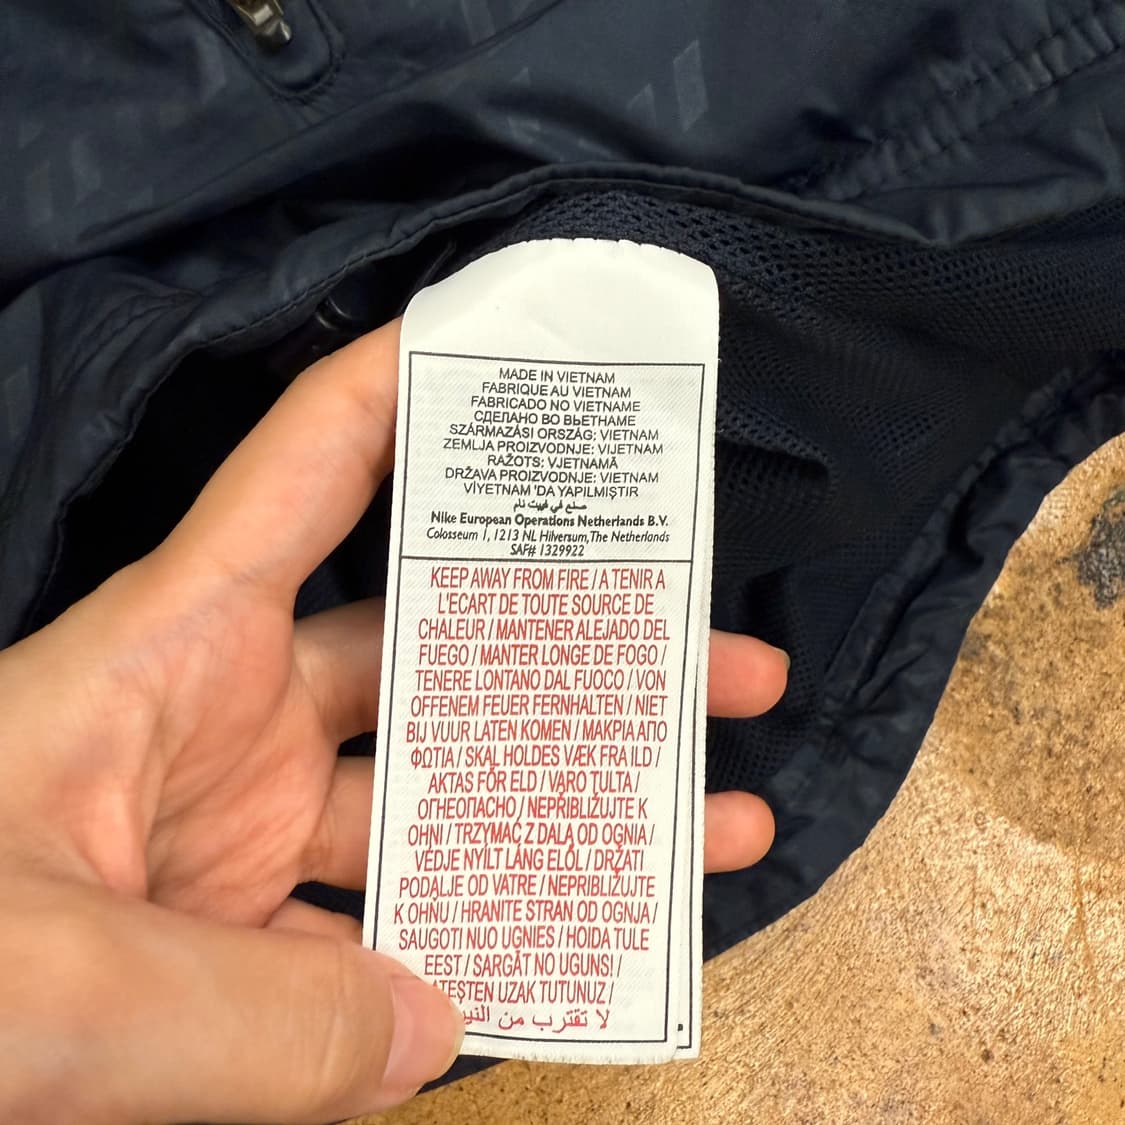 MADE IN VIETNAM
FABRIQUE AU VIETNAM
FABRICADO NO VIETNAME
СДЕЛАНО ВО ВЬЕТНАМЕ
SZÁRMAZÁSI ORSZÁG: VIETNAM
ZEMLJA PROIZVODNJE: VIJETNAM
RAŽOTS: VJETNAMĀ
DRŽAVA PROIZVODNJE: VIETNAM
VİYETNAM 'DA YAPILMIŞTIR
صنع في فييت نام
Nike European Operations Netherlands B.V.
Colosseum 1, 1213 NL Hilversum, The Netherlands
SAF# 1329922
KEEP AWAY FROM FIRE / A TENIR A
L'ECART DE TOUTE SOURCE DE
CHALEUR / MANTENER ALEJADO DEL
FUEGO / MANTER LONGE DE FOGO /
TENERE LONTANO DAL FUOCO / VON
OFFENEM FEUER FERNHALTEN / NIET
BIJ VUUR LATEN KOMEN / ΜΑΚΡΙΑ ΑΠΟ
ΦΩΤΙΑ / SKAL HOLDES VÆK FRA ILD /
AKTAS FÖR ELD / VARO TULTA /
ОГНЕОПАСНО / NEPŘIBLIŽUJTE K
OHNI / TRZYMAĆ Z DALA OD OGNIA /
VÉDJE NYÍLT LÁNG ELŐL / DRŽATI
PODALJE OD VATRE / NEPRIBLIŽUJTE
K OHŇU / HRANITE STRAN OD OGNJA /
SAUGOTI NUO UGNIES / HOIDA TULE
EEST / SARGĀT NO UGUNS! /
ATEŞTEN UZAK TUTUNUZ /
لا تقترب من